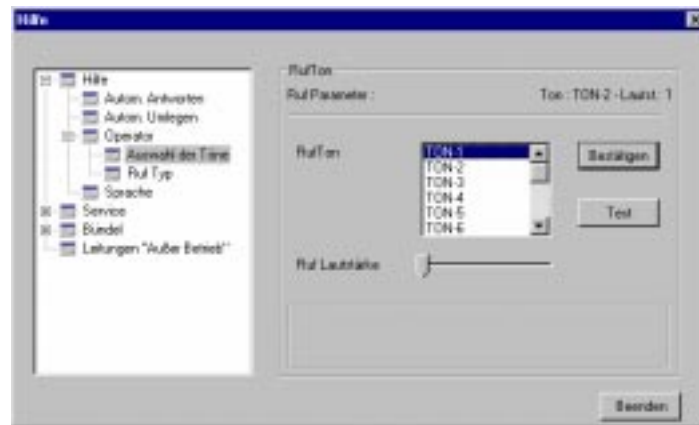 Hilfe
Hilfe
Autom. Antworten
Autom. Umlegen
Operator
Auswahl der Töne
Ruf Typ
Sprache
Service
Bündel
Leitungen "Außer Betrieb"
RufTon
Ruf Parameter :
Ton : TON-2 - Lautst.: 1
RufTon
TON-1
TON-2
TON-3
TON-4
TON-5
TON-6
Bestätigen
Test
Ruf Lautstärke
Beenden